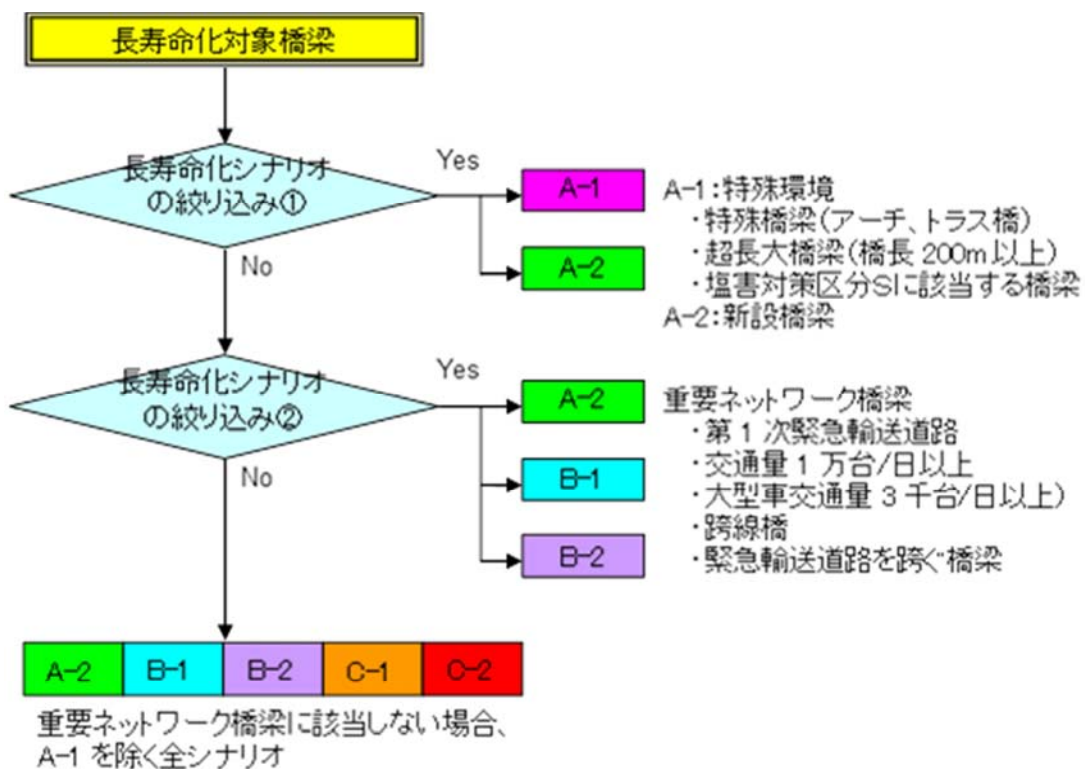 長寿命化対象橋梁
長寿命化シナリオ
の絞り込み①
Yes
A-1
A-2
A-1：特殊環境
・特殊橋梁(アーチ、トラス橋)
・超長大橋梁(橋長 200m 以上)
・塩害対策区分SIに該当する橋梁
A-2：新設橋梁
No
長寿命化シナリオ
の絞り込み②
Yes
A-2
B-1
B-2
重要ネットワーク橋梁
・第 1 次緊急輸送道路
・交通量 1 万台/日以上
・大型車交通量 3 千台/日以上)
・跨線橋
・緊急輸送道路を跨ぐ橋梁
No
A-2 B-1 B-2 C-1 C-2
重要ネットワーク橋梁に該当しない場合、
A-1 を除く全シナリオ